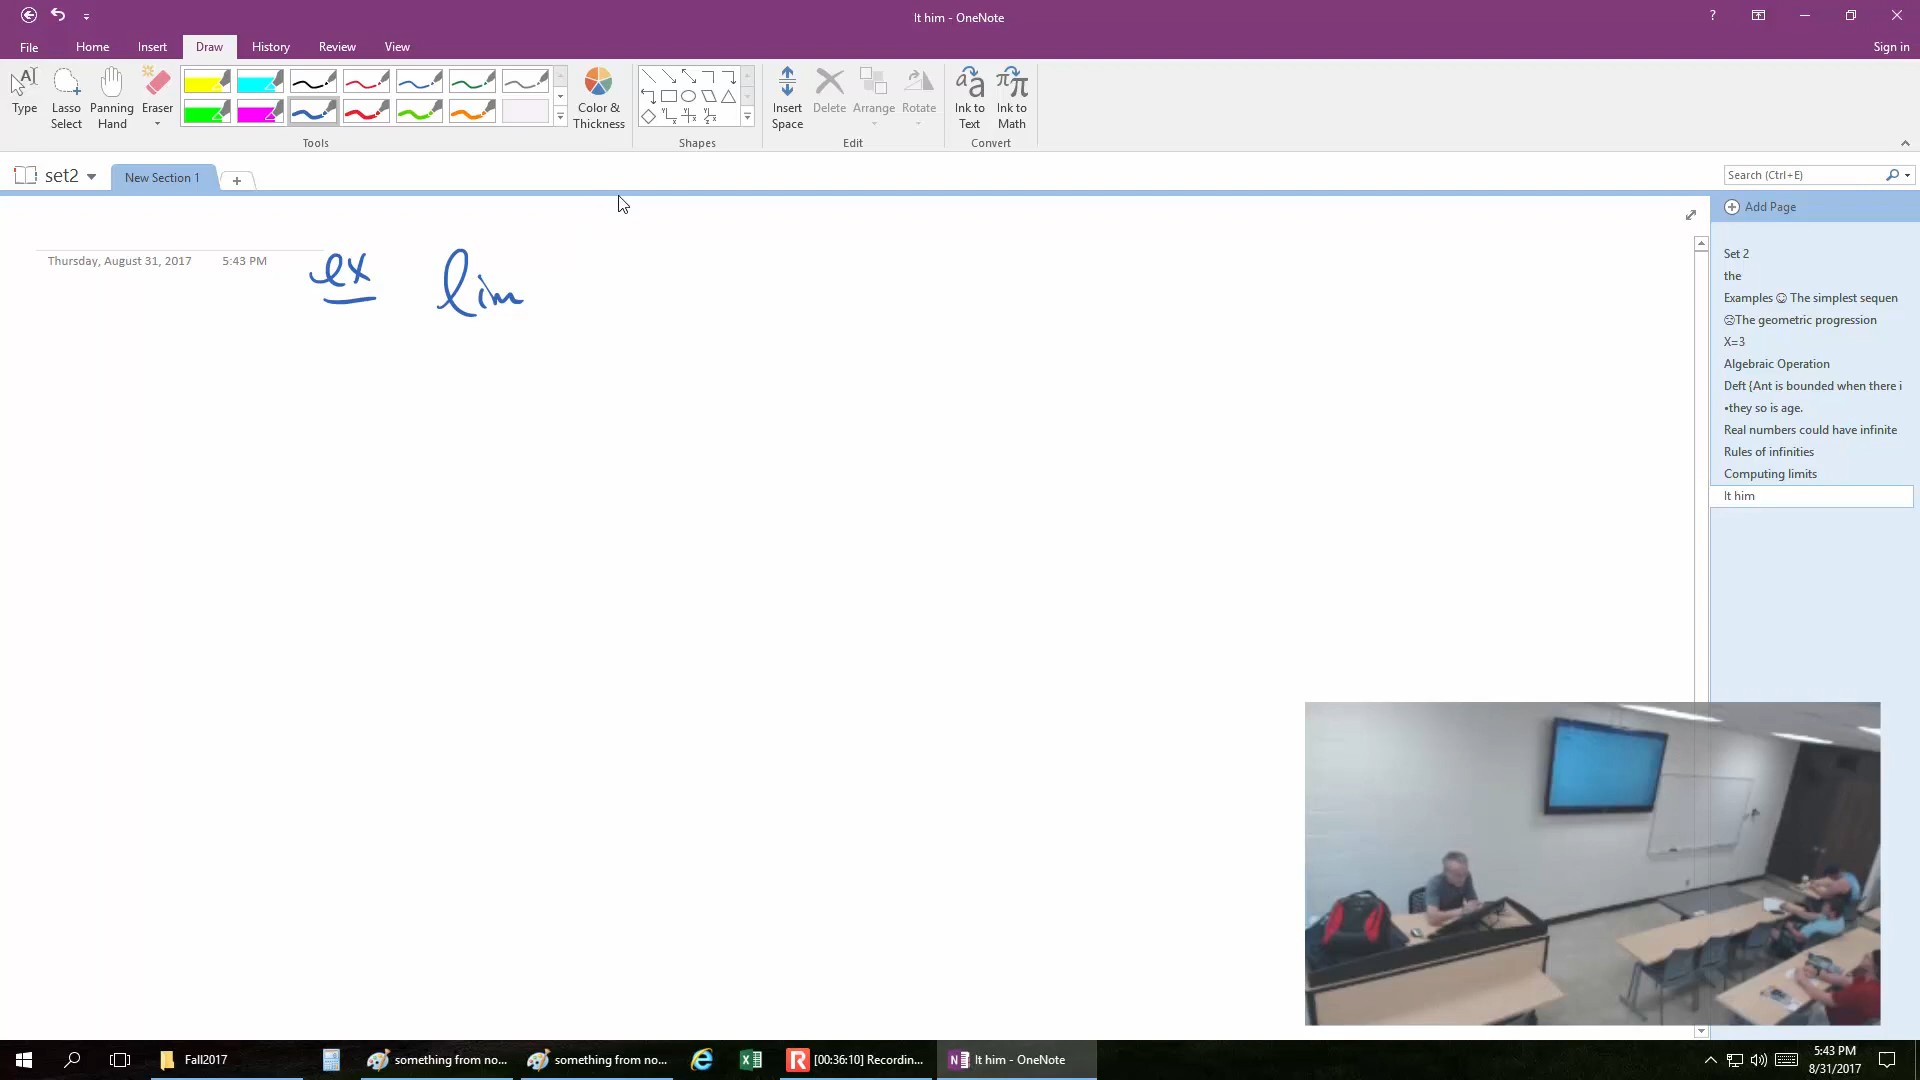 It him - OneNote
File Home Insert Draw History Review View Sign in
Type Lasso Select Panning Hand Eraser Color & Thickness Insert Space Delete Arrange Rotate Ink to Text Ink to Math
Tools Shapes Edit Convert
set2 New Section 1 Search (Ctrl+E)
Add Page
Thursday, August 31, 2017 5:43 PM
ex lim
Set 2
the
Examples ☺ The simplest sequen
☹The geometric progression
X=3
Algebraic Operation
Deft {Ant is bounded when there i
•they so is age.
Real numbers could have infinite
Rules of infinities
Computing limits
It him
Fall2017 something from no... something from no... [00:36:10] Recordin... It him - OneNote
5:43 PM
8/31/2017